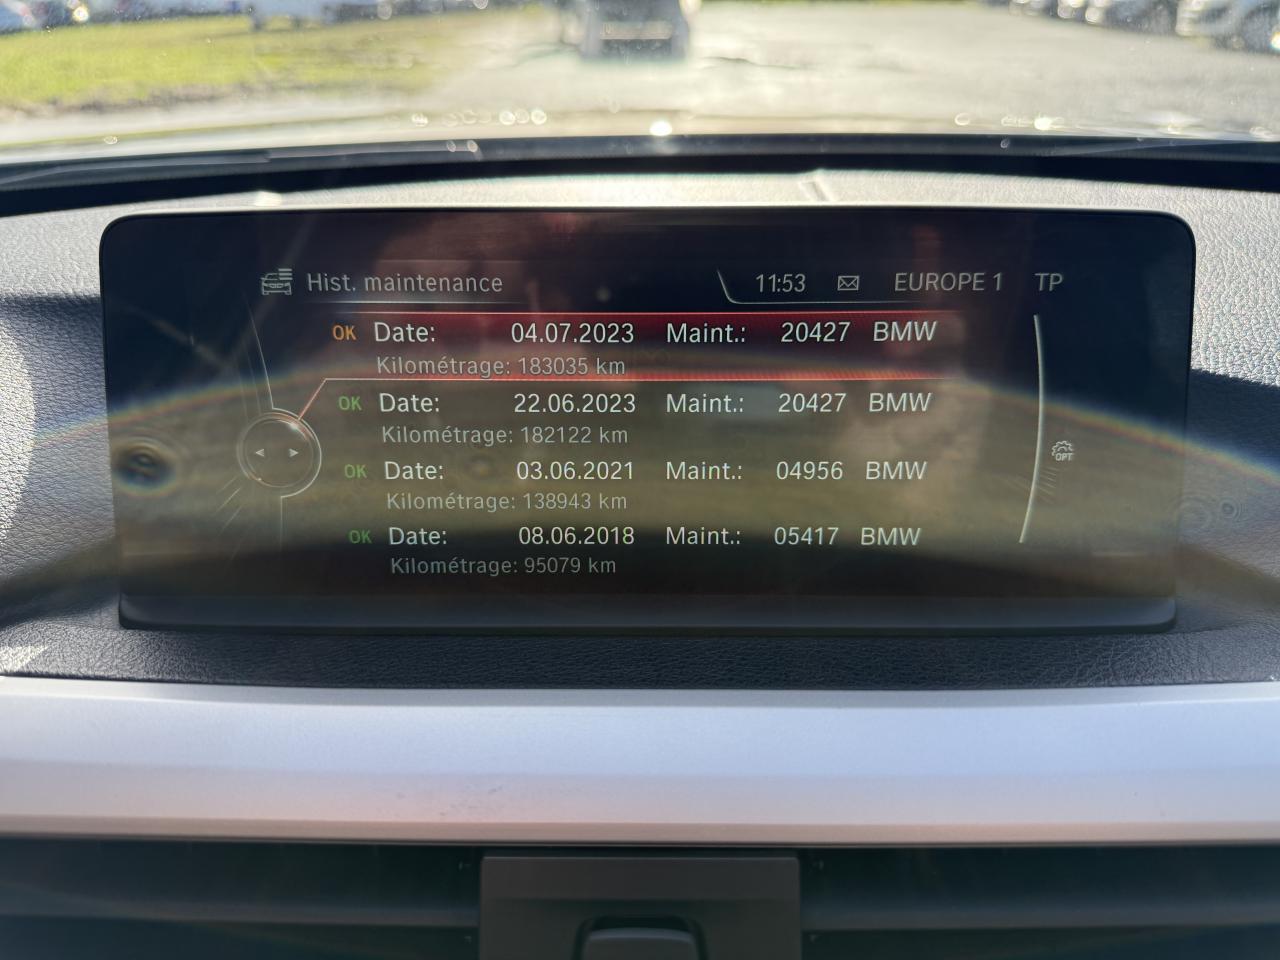 Hist. maintenance 11:53 EUROPE 1 TP
OK Date: 04.07.2023 Maint.: 20427 BMW
Kilométrage: 183035 km
OK Date: 22.06.2023 Maint.: 20427 BMW
Kilométrage: 182122 km
OPT
OK Date: 03.06.2021 Maint.: 04956 BMW
Kilométrage: 138943 km
OK Date: 08.06.2018 Maint.: 05417 BMW
Kilométrage: 95079 km